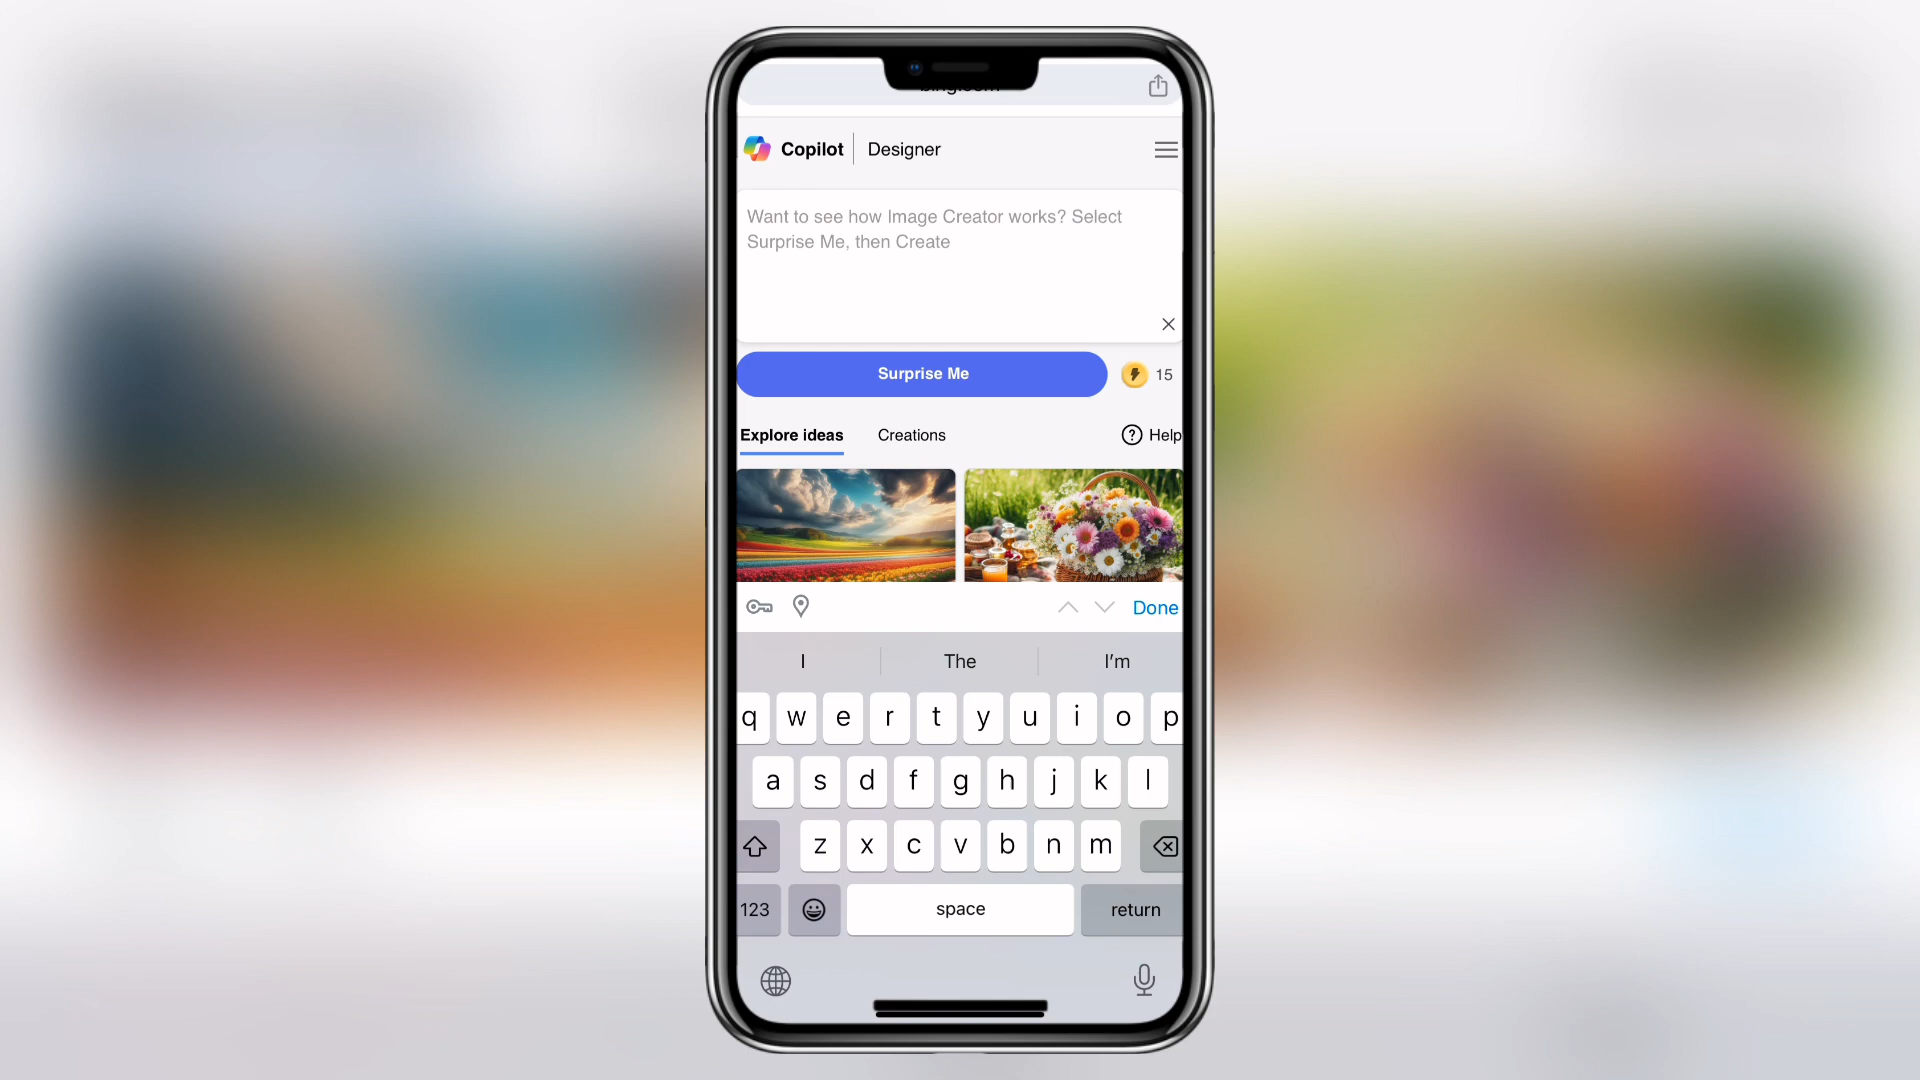 Copilot | Designer
Want to see how Image Creator works? Select
Surprise Me, then Create
Surprise Me
15
Explore ideas
Creations
Help
Done
I
The
I'm
q w e r t y u i o p
a s d f g h j k l
z x c v b n m
123
space
return